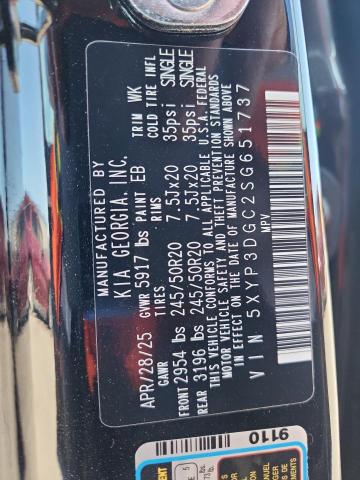 MANUFACTURED BY
KIA GEORGIA, INC.
APR/28/25 GVWR 5917 lbs PAINT EB TRIM WK
GAWR TIRES RIMS COLD TIRE INFL
FRONT 2954 lbs 245/50R20 7.5Jx20 35psi SINGLE
REAR 3196 lbs 245/50R20 7.5Jx20 35psi SINGLE
THIS VEHICLE CONFORMS TO ALL APPLICABLE U.S.A. FEDERAL
MOTOR VEHICLE SAFETY AND THEFT PREVENTION STANDARDS
IN EFFECT ON THE DATE OF MANUFACTURE SHOWN ABOVE
VIN 5XYP3DGC2SG651737
MPV
9110